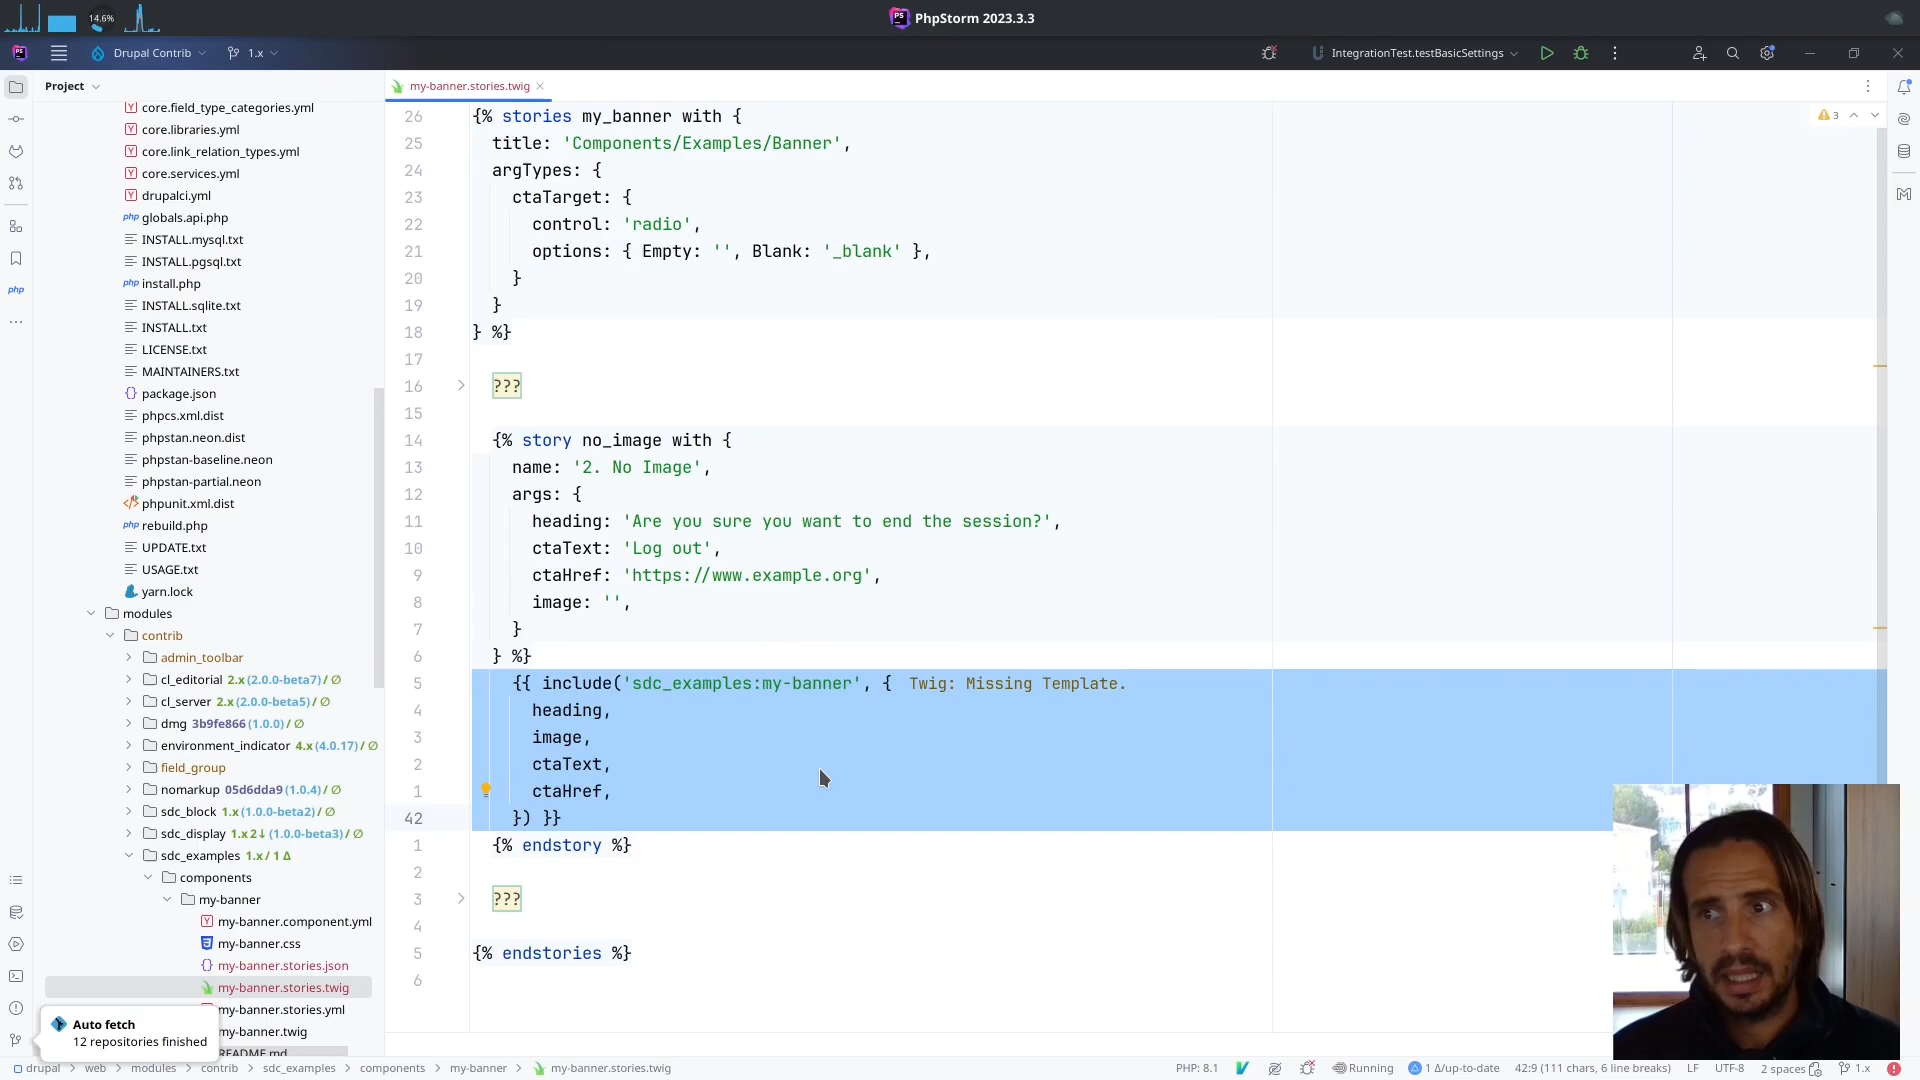 14.6%
PhpStorm 2023.3.3
Drupal Contrib
1.x
IntegrationTest.testBasicSettings
Project
my-banner.stories.twig
core.field_type_categories.yml
core.libraries.yml
core.link_relation_types.yml
core.services.yml
drupalci.yml
globals.api.php
INSTALL.mysql.txt
INSTALL.pgsql.txt
install.php
INSTALL.sqlite.txt
INSTALL.txt
LICENSE.txt
MAINTAINERS.txt
package.json
phpcs.xml.dist
phpstan.neon.dist
phpstan-baseline.neon
phpstan-partial.neon
phpunit.xml.dist
rebuild.php
UPDATE.txt
USAGE.txt
yarn.lock
modules
contrib
admin_toolbar
cl_editorial 2.x (2.0.0-beta7) / ∅
cl_server 2.x (2.0.0-beta5) / ∅
dmg 3b9fe866 (1.0.0) / ∅
environment_indicator 4.x (4.0.17) / ∅
field_group
nomarkup 05d6dda9 (1.0.4) / ∅
sdc_block 1.x (1.0.0-beta2) / ∅
sdc_display 1.x 2↓ (1.0.0-beta3) / ∅
sdc_examples 1.x / 1 Δ
components
my-banner
my-banner.component.yml
my-banner.css
my-banner.stories.json
my-banner.stories.twig
my-banner.stories.yml
my-banner.twig
README.md
Auto fetch
12 repositories finished
26 {% stories my_banner with {
25 title: 'Components/Examples/Banner',
24 argTypes: {
23 ctaTarget: {
22 control: 'radio',
21 options: { Empty: '', Blank: '_blank' },
20 }
19 }
18 } %}
17
16 ???
15
14 {% story no_image with {
13 name: '2. No Image',
12 args: {
11 heading: 'Are you sure you want to end the session?',
10 ctaText: 'Log out',
9 ctaHref: 'https://www.example.org',
8 image: '',
7 }
6 } %}
5 {{ include('sdc_examples:my-banner', { Twig: Missing Template.
4 heading,
3 image,
2 ctaText,
1 ctaHref,
42 }) }}
1 {% endstory %}
2
3 ???
4
5 {% endstories %}
6
3
drupal > web > modules > contrib > sdc_examples > components > my-banner > my-banner.stories.twig
PHP: 8.1
Running
1 Δ/up-to-date
42:9 (111 chars, 6 line breaks)
LF
UTF-8
2 spaces
1.x